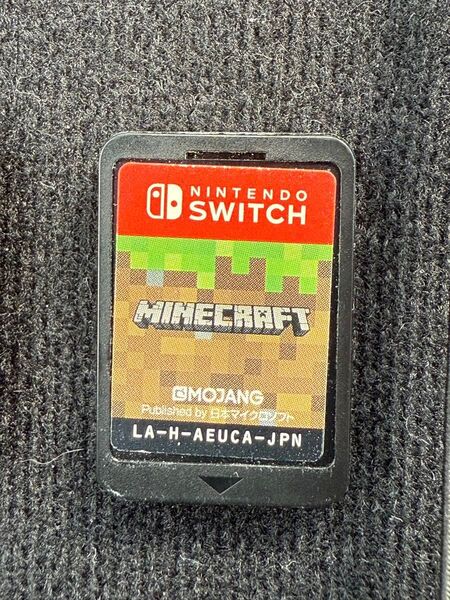 NINTENDO
SWITCH
MINECRAFT
MOJANG
Published by 日本マイクロソフト
LA-H-AEUCA-JPN